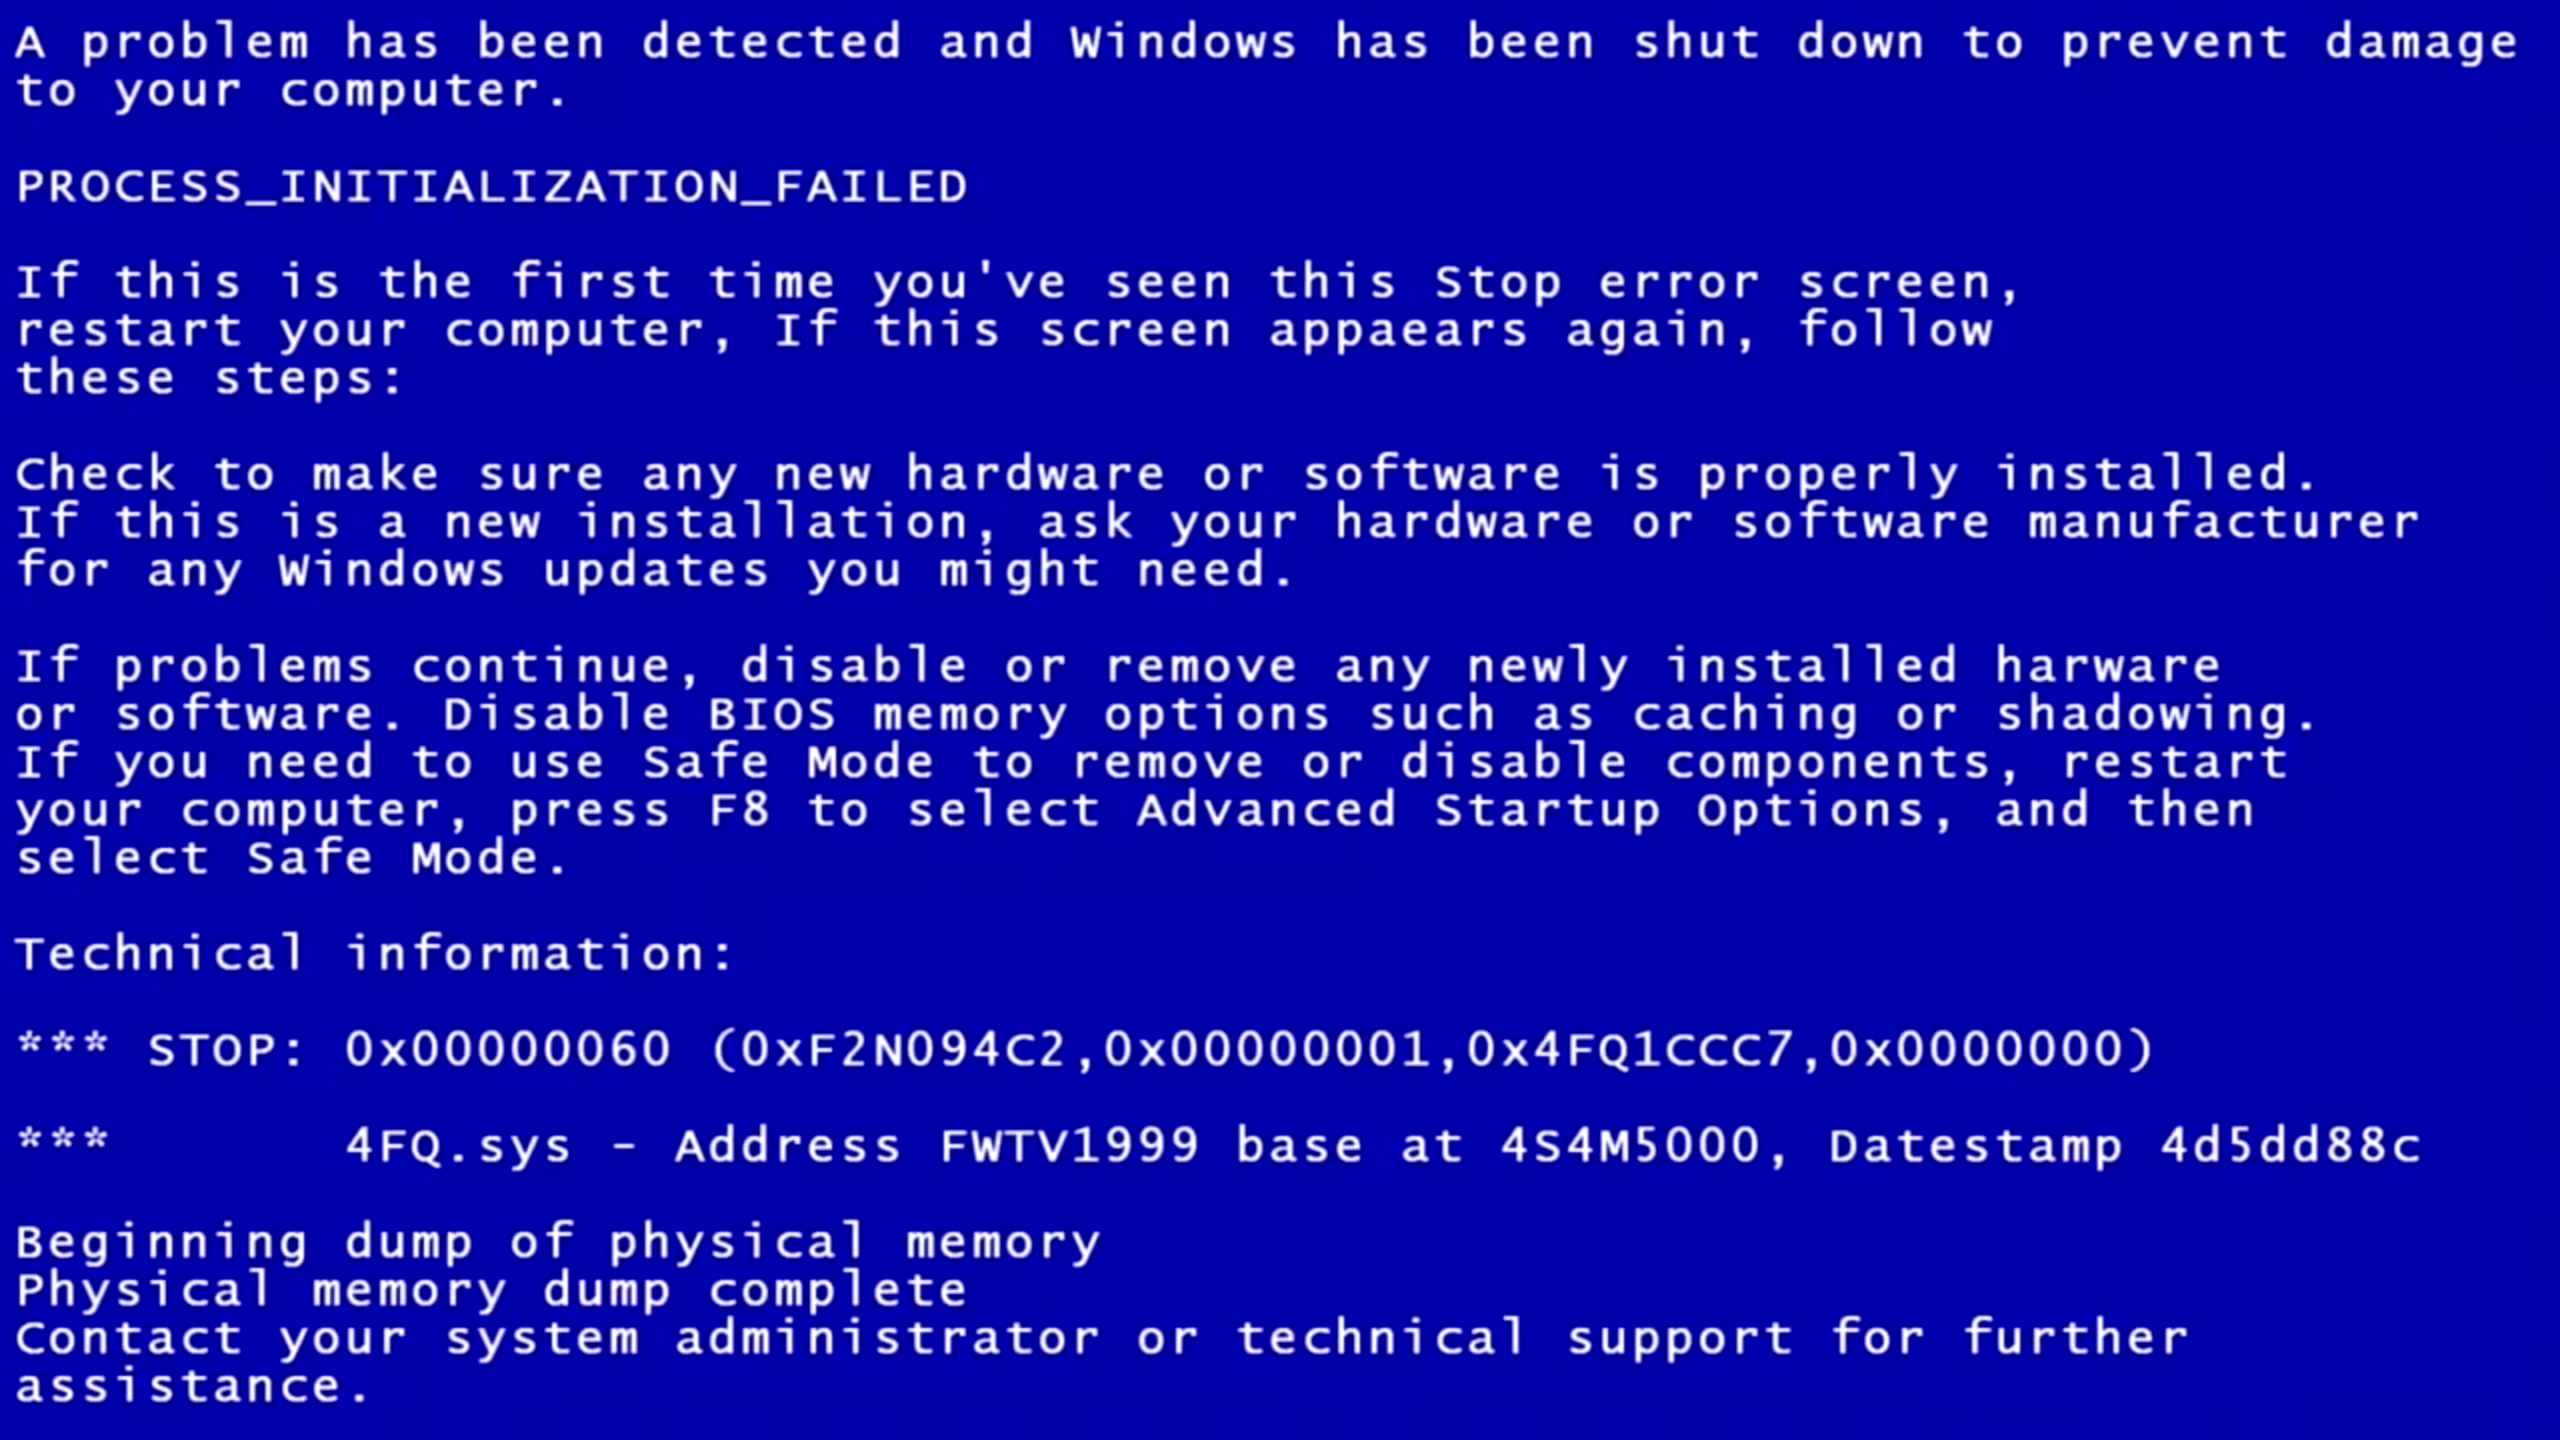 A problem has been detected and Windows has been shut down to prevent damage
to your computer.
PROCESS_INITIALIZATION_FAILED
If this is the first time you've seen this Stop error screen,
restart your computer, If this screen appaears again, follow
these steps:
Check to make sure any new hardware or software is properly installed.
If this is a new installation, ask your hardware or software manufacturer
for any Windows updates you might need.
If problems continue, disable or remove any newly installed harware
or software. Disable BIOS memory options such as caching or shadowing.
If you need to use Safe Mode to remove or disable components, restart
your computer, press F8 to select Advanced Startup Options, and then
select Safe Mode.
Technical information:
*** STOP: 0x00000060 (0xF2N094C2,0x00000001,0x4FQ1CCC7,0x0000000)
*** 4FQ.sys - Address FWTV1999 base at 4S4M5000, Datestamp 4d5dd88c
Beginning dump of physical memory
Physical memory dump complete
Contact your system administrator or technical support for further
assistance.